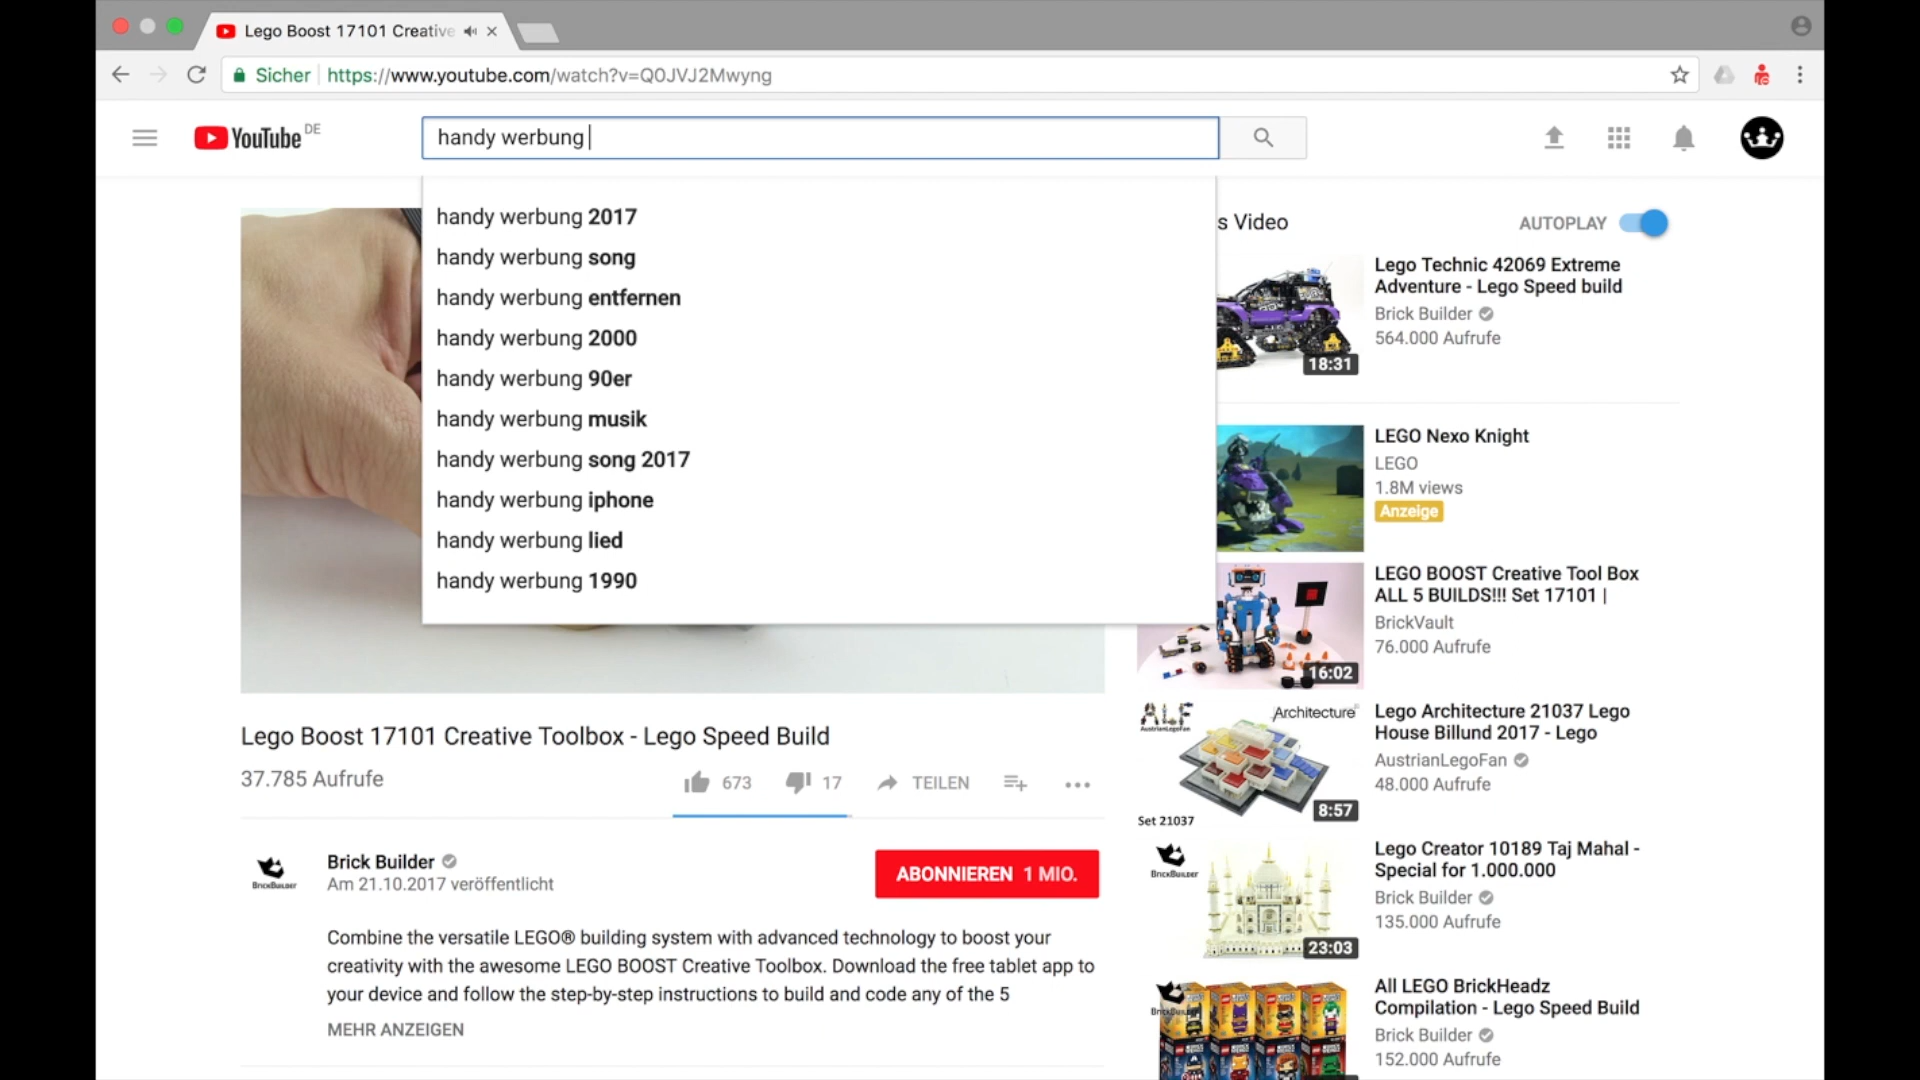 Lego Boost 17101 Creative
Sicher https://www.youtube.com/watch?v=Q0JVJ2Mwyng
YouTube DE
handy werbung
handy werbung 2017
handy werbung song
handy werbung entfernen
handy werbung 2000
handy werbung 90er
handy werbung musik
handy werbung song 2017
handy werbung iphone
handy werbung lied
handy werbung 1990
Lego Boost 17101 Creative Toolbox - Lego Speed Build
37.785 Aufrufe
673
17
TEILEN
BrickBuilder
Brick Builder
Am 21.10.2017 veröffentlicht
ABONNIEREN 1 MIO.
Combine the versatile LEGO® building system with advanced technology to boost your
creativity with the awesome LEGO BOOST Creative Toolbox. Download the free tablet app to
your device and follow the step-by-step instructions to build and code any of the 5
MEHR ANZEIGEN
s Video
AUTOPLAY
18:31
Lego Technic 42069 Extreme
Adventure - Lego Speed build
Brick Builder
564.000 Aufrufe
LEGO Nexo Knight
LEGO
1.8M views
Anzeige
16:02
LEGO BOOST Creative Tool Box
ALL 5 BUILDS!!! Set 17101 |
BrickVault
76.000 Aufrufe
ALF
AustrianLegoFan
Architecture
Set 21037
8:57
Lego Architecture 21037 Lego
House Billund 2017 - Lego
AustrianLegoFan
48.000 Aufrufe
BrickBuilder
23:03
Lego Creator 10189 Taj Mahal -
Special for 1.000.000
Brick Builder
135.000 Aufrufe
All LEGO BrickHeadz
Compilation - Lego Speed Build
Brick Builder
152.000 Aufrufe